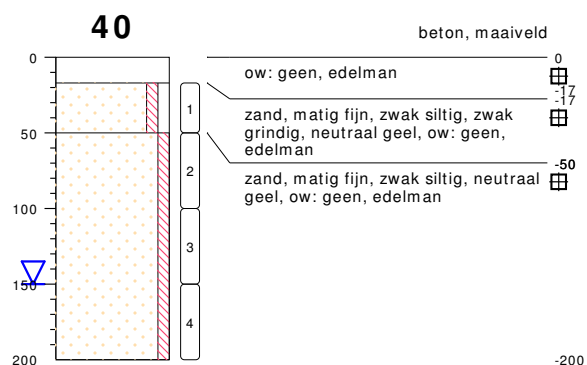 40
beton, maaiveld
0
0
ow: geen, edelman
-17
-17
zand, matig fijn, zwak siltig, zwak
grindig, neutraal geel, ow: geen,
edelman
1
50
-50
zand, matig fijn, zwak siltig, neutraal
geel, ow: geen, edelman
2
100
3
150
4
200
-200